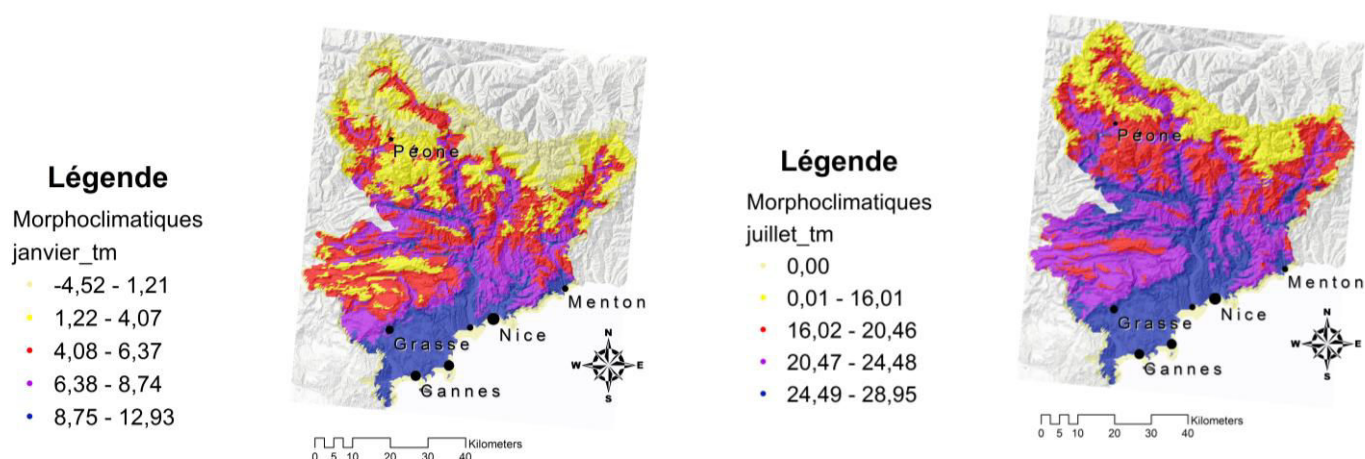 Légende
Morphoclimatiques
janvier_tm
-4,52 - 1,21
1,22 - 4,07
4,08 - 6,37
6,38 - 8,74
8,75 - 12,93
Péone
Menton
Nice
Grasse
Cannes
N
W E
S
Kilometers
0 5 10 20 30 40
Légende
Morphoclimatiques
juillet_tm
0,00
0,01 - 16,01
16,02 - 20,46
20,47 - 24,48
24,49 - 28,95
Péone
Menton
Nice
Grasse
Cannes
N
W E
S
Kilometers
0 5 10 20 30 40